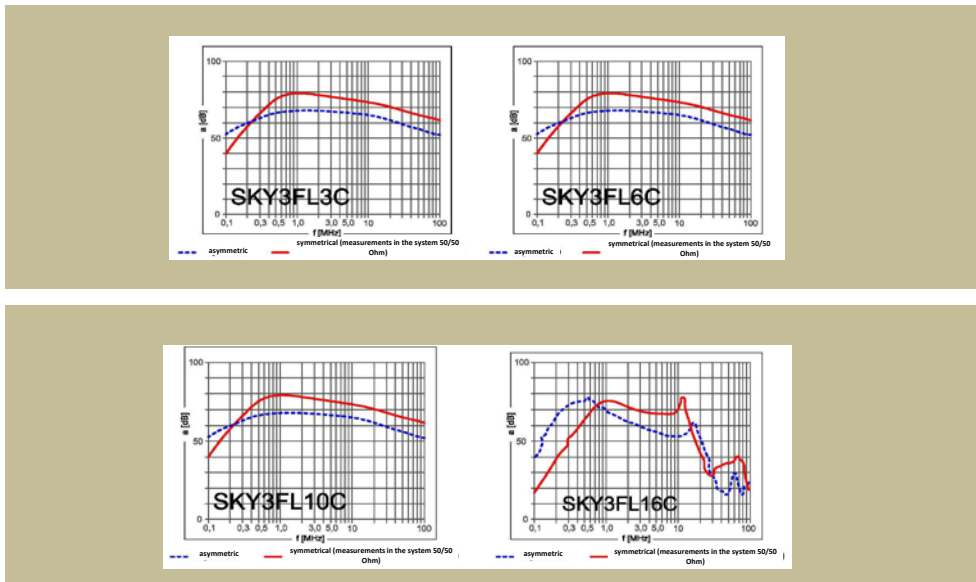 100
a [dB]
50
SKY3FL3C
0
0,1 0,3 0,5 1,0 3,0 5,0 10 100
f [MHz]
asymmetric
symmetrical (measurements in the system 50/50
Ohm)
100
a [dB]
50
SKY3FL6C
0
0,1 0,3 0,5 1,0 3,0 5,0 10 100
f [MHz]
asymmetric
symmetrical (measurements in the system 50/50
Ohm)
100
a [dB]
50
SKY3FL10C
0
0,1 0,3 0,5 1,0 3,0 5,0 10 100
f [MHz]
asymmetric
symmetrical (measurements in the system 50/50
Ohm)
100
a [dB]
50
SKY3FL16C
0
0,1 0,3 0,5 1,0 3,0 5,0 10 100
f [MHz]
asymmetric
symmetrical (measurements in the system 50/50
Ohm)